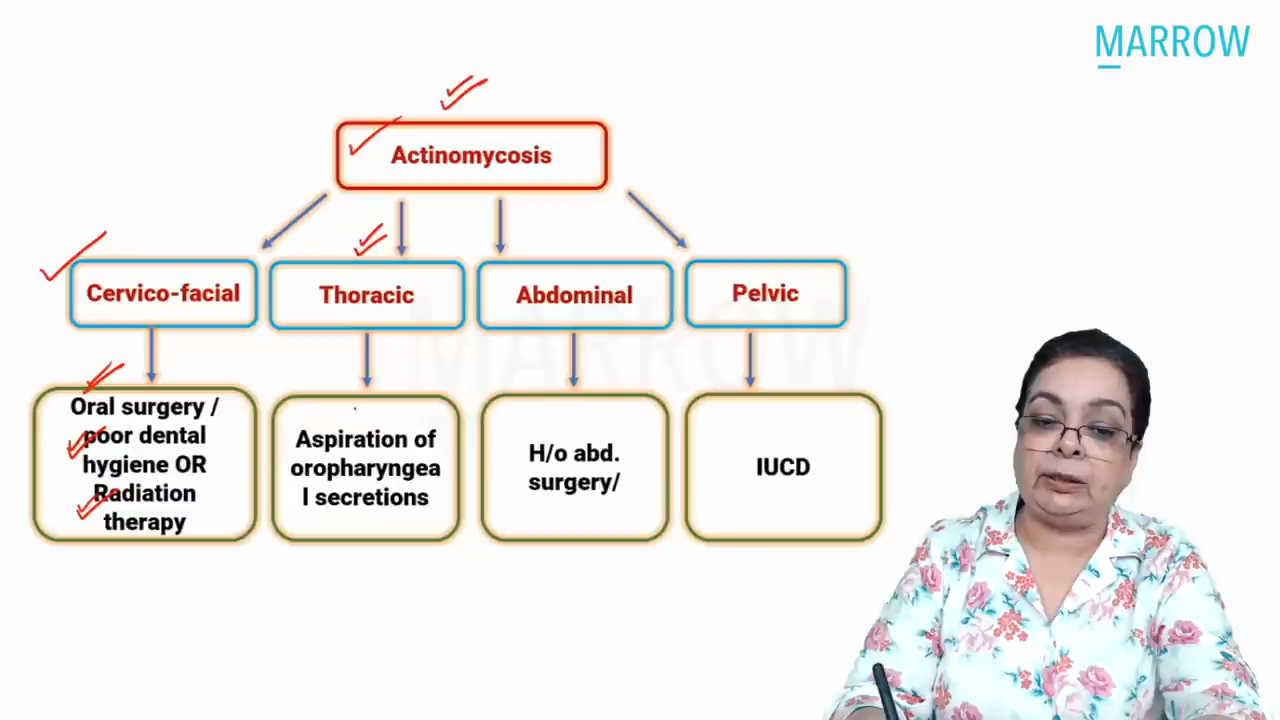 MARROW
Actinomycosis
Cervico-facial
Thoracic
Abdominal
Pelvic
Oral surgery /
poor dental
hygiene OR
Radiation
therapy
Aspiration of
oropharyngea
l secretions
H/o abd.
surgery/
IUCD
MARROW